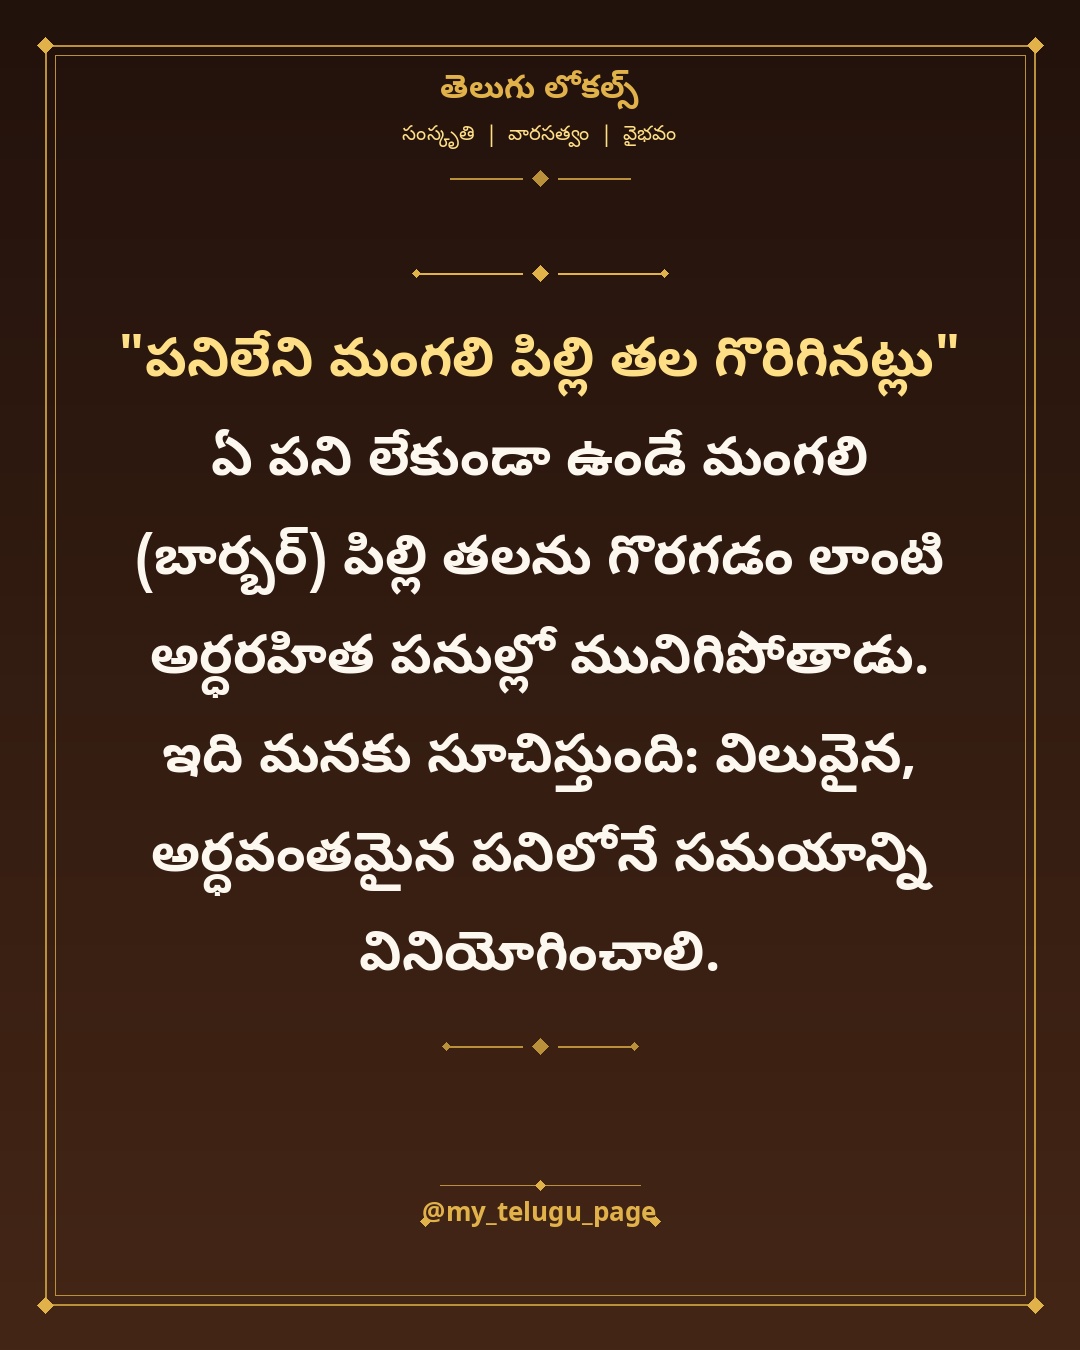 తెలుగు లోకల్స్
సంస్కృతి | వారసత్వం | వైభవం
"పనిలేని మంగలి పిల్లి తల గొరిగినట్లు"
ఏ పని లేకుండా ఉండే మంగలి
(బార్బర్) పిల్లి తలను గొరగడం లాంటి
అర్ధరహిత పనుల్లో మునిగిపోతాడు.
ఇది మనకు సూచిస్తుంది: విలువైన,
అర్ధవంతమైన పనిలోనే సమయాన్ని
వినియోగించాలి.
@my_telugu_page